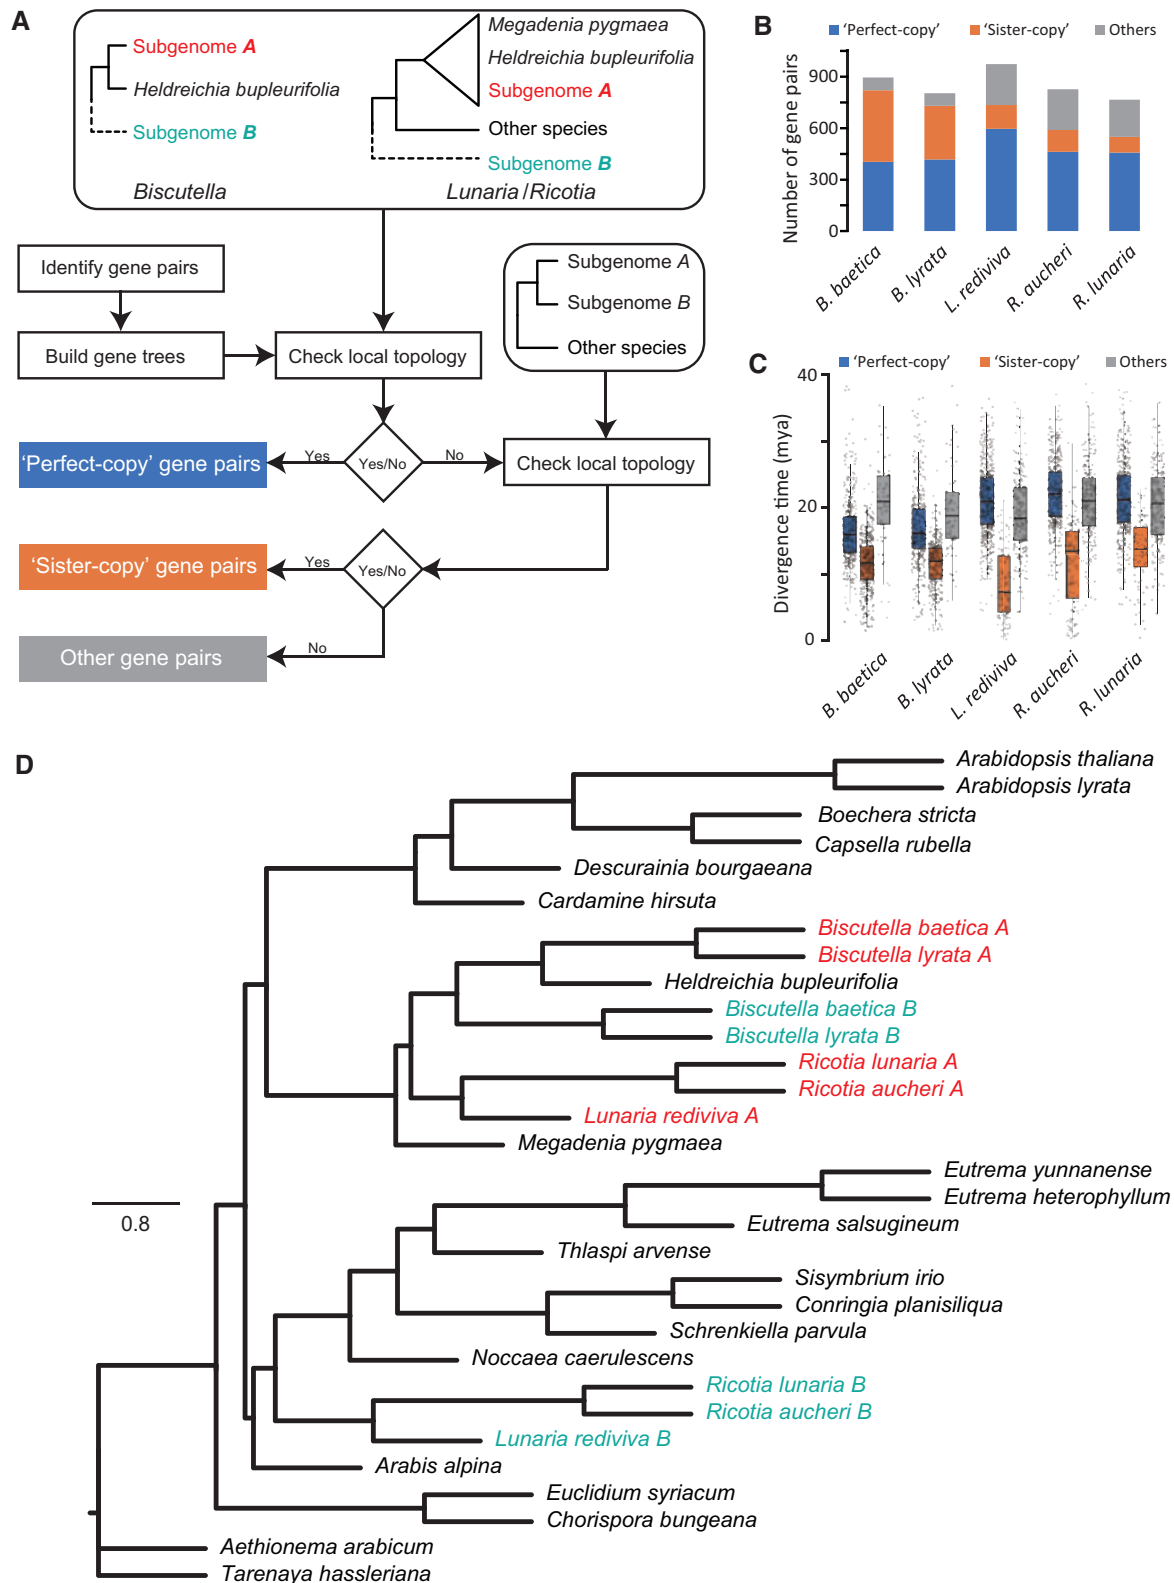 A
Subgenome A
Heldreichia bupleurifolia
Subgenome B
Biscutella
Megadenia pygmaea
Heldreichia bupleurifolia
Subgenome A
Other species
Subgenome B
Lunaria/Ricotia
Identify gene pairs
Build gene trees
Check local topology
Subgenome A
Subgenome B
Other species
'Perfect-copy' gene pairs
Yes
Yes/No
No
Check local topology
'Sister-copy' gene pairs
Yes
Yes/No
Other gene pairs
No
B
'Perfect-copy' 'Sister-copy' Others
Number of gene pairs
900
600
300
0
B. baetica
B. lyrata
L. rediviva
R. aucheri
R. lunaria
C
'Perfect-copy' 'Sister-copy' Others
Divergence time (mya)
40
20
0
B. baetica
B. lyrata
L. rediviva
R. aucheri
R. lunaria
D
Arabidopsis thaliana
Arabidopsis lyrata
Boechera stricta
Capsella rubella
Descurainia bourgaeana
Cardamine hirsuta
Biscutella baetica A
Biscutella lyrata A
Heldreichia bupleurifolia
Biscutella baetica B
Biscutella lyrata B
Ricotia lunaria A
Ricotia aucheri A
Lunaria rediviva A
Megadenia pygmaea
Eutrema yunnanense
Eutrema heterophyllum
Eutrema salsugineum
Thlaspi arvense
Sisymbrium irio
Conringia planisiliqua
Schrenkiella parvula
Noccaea caerulescens
Ricotia lunaria B
Ricotia aucheri B
Lunaria rediviva B
Arabis alpina
Euclidium syriacum
Chorispora bungeana
Aethionema arabicum
Tarenaya hassleriana
0.8